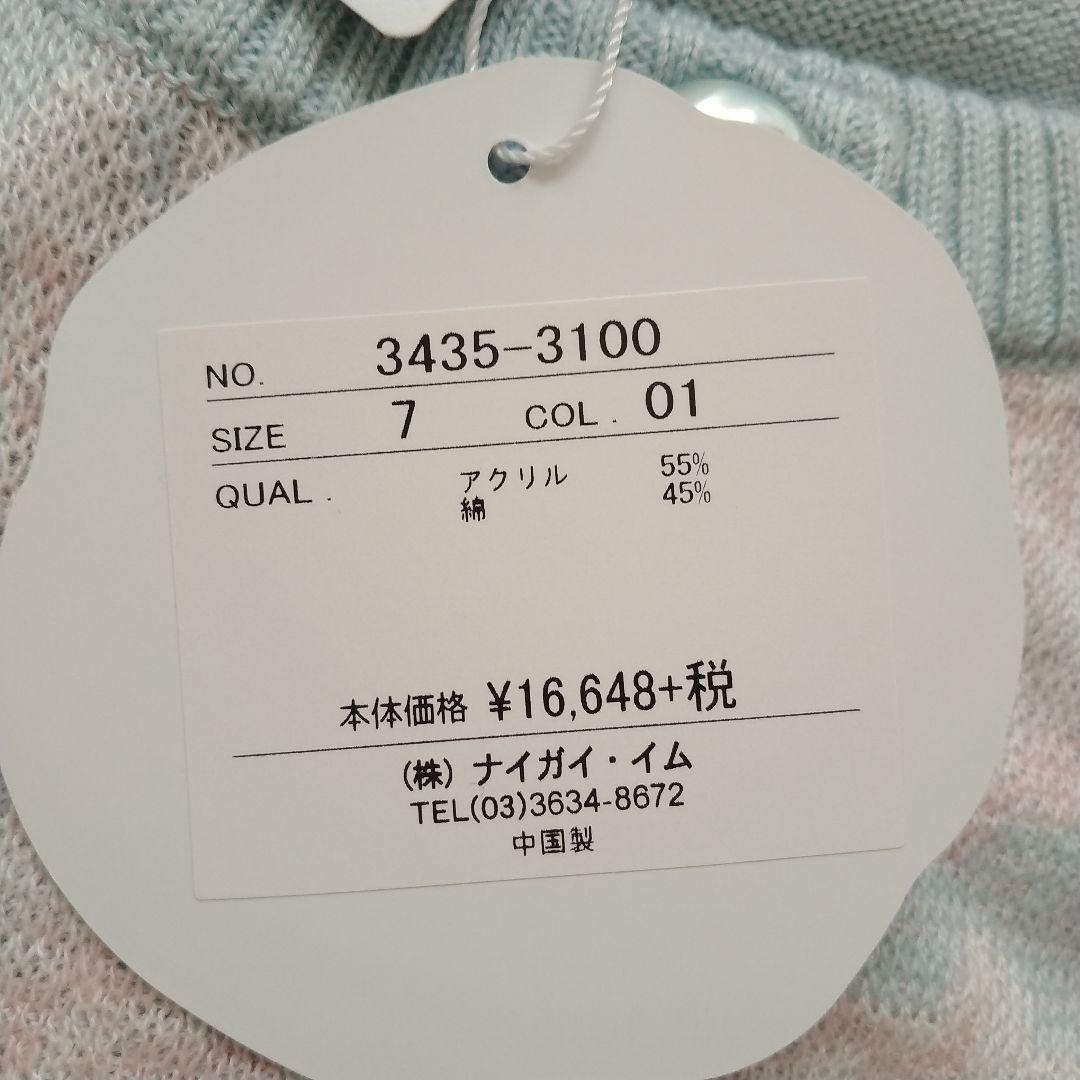 NO. 3435-3100
SIZE 7 COL. 01
QUAL. アクリル 55%
綿 45%
本体価格 ¥16,648+税
(株) ナイガイ・イム
TEL(03)3634-8672
中国製